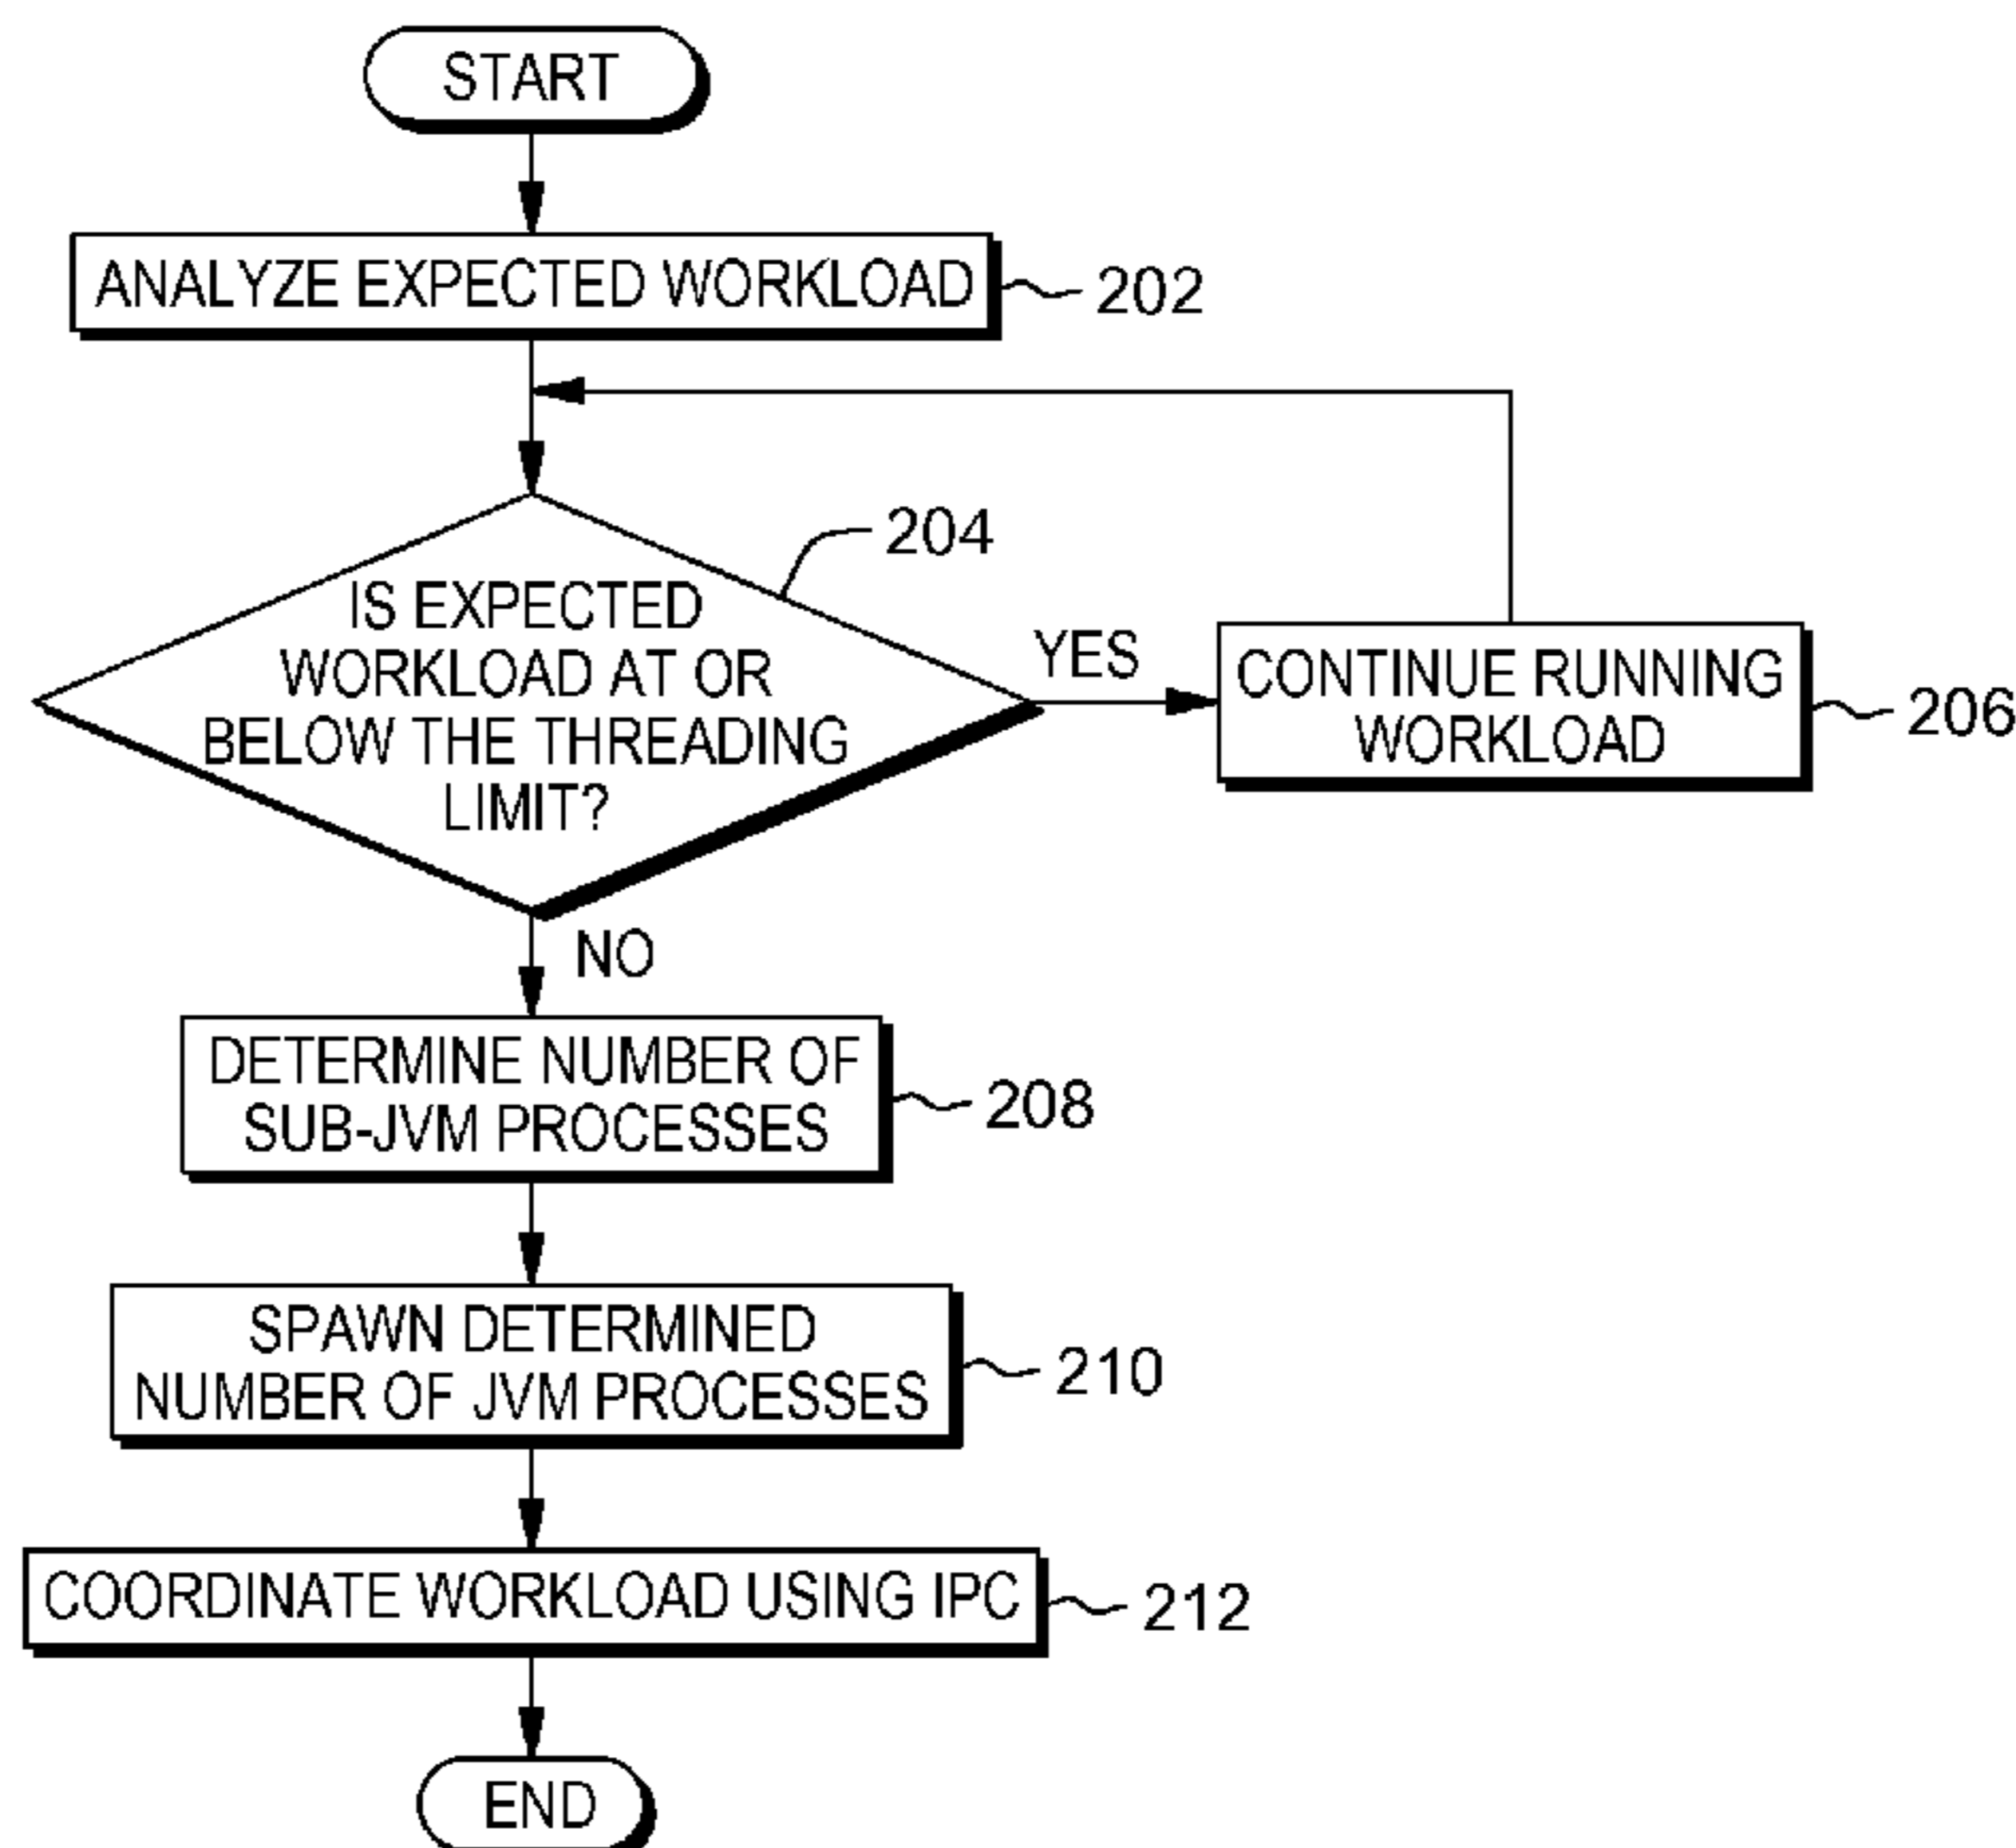 START
ANALYZE EXPECTED WORKLOAD
202
204
IS EXPECTED
WORKLOAD AT OR
BELOW THE THREADING
LIMIT?
YES
CONTINUE RUNNING
WORKLOAD
206
NO
DETERMINE NUMBER OF
SUB-JVM PROCESSES
208
SPAWN DETERMINED
NUMBER OF JVM PROCESSES
210
COORDINATE WORKLOAD USING IPC
212
END